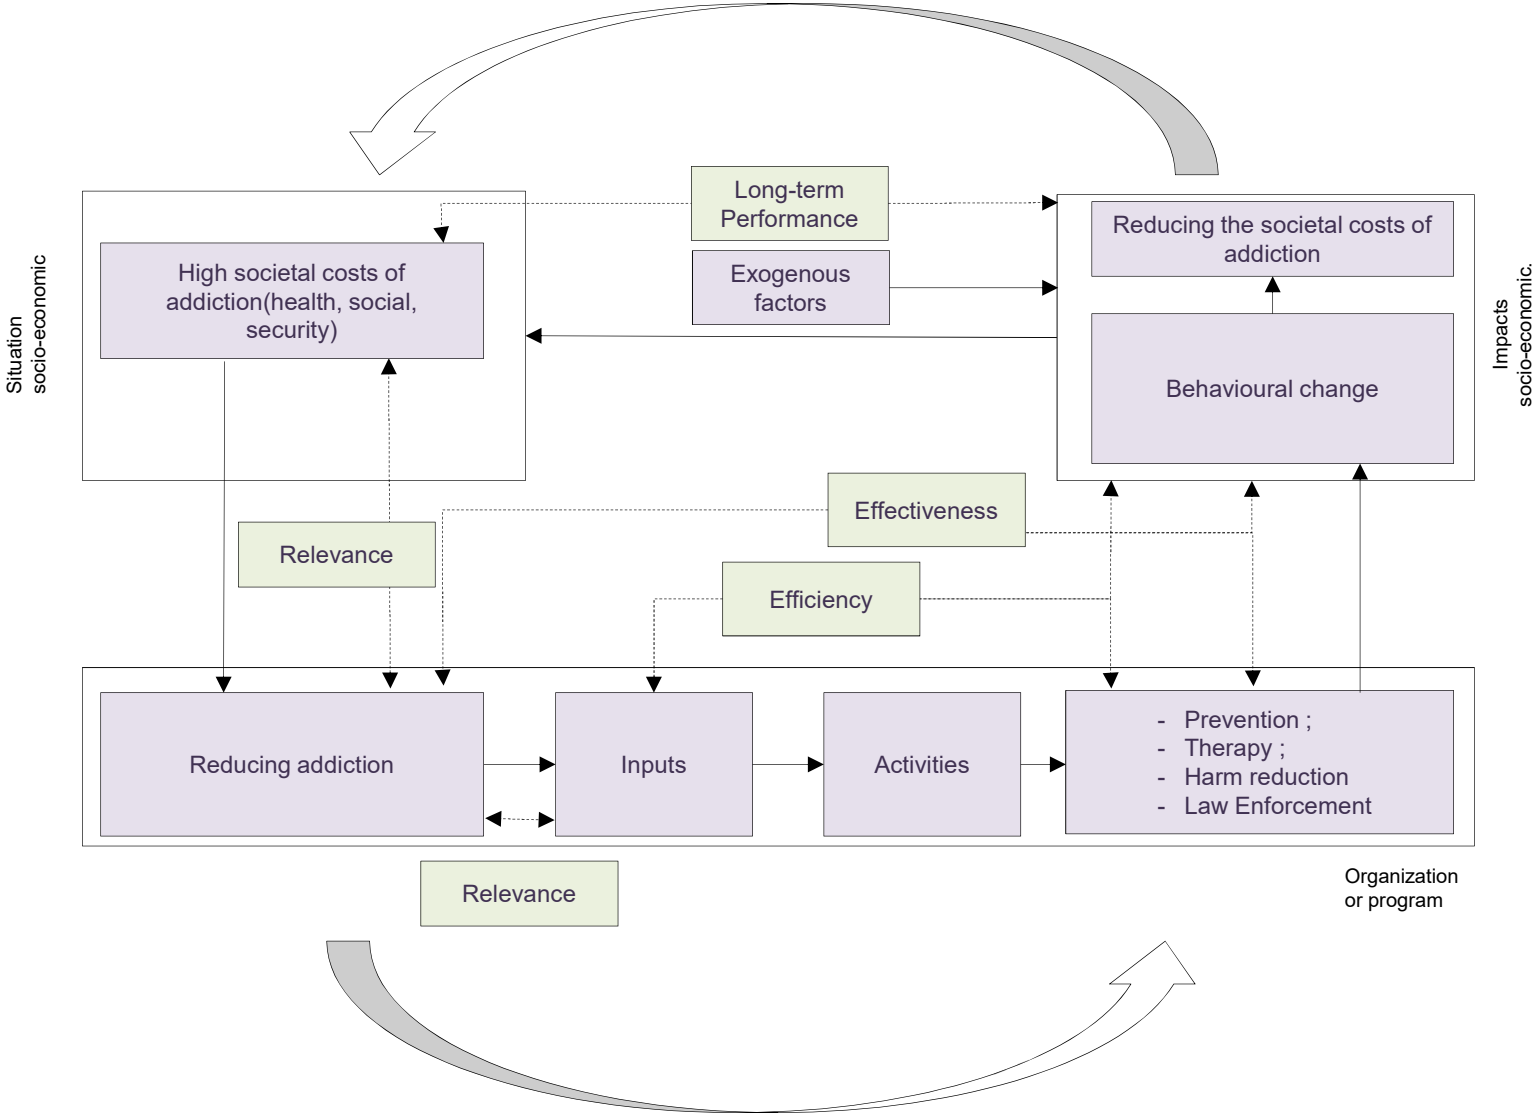 Long-term
Performance
Reducing the societal costs of
addiction
Situation
socio-economic
High societal costs of
addiction(health, social,
security)
Exogenous
factors
Impacts
socio-economic.
Behavioural change
Effectiveness
Relevance
Efficiency
Reducing addiction
Inputs
Activities
- Prevention ;
- Therapy ;
- Harm reduction
- Law Enforcement
Relevance
Organization
or program